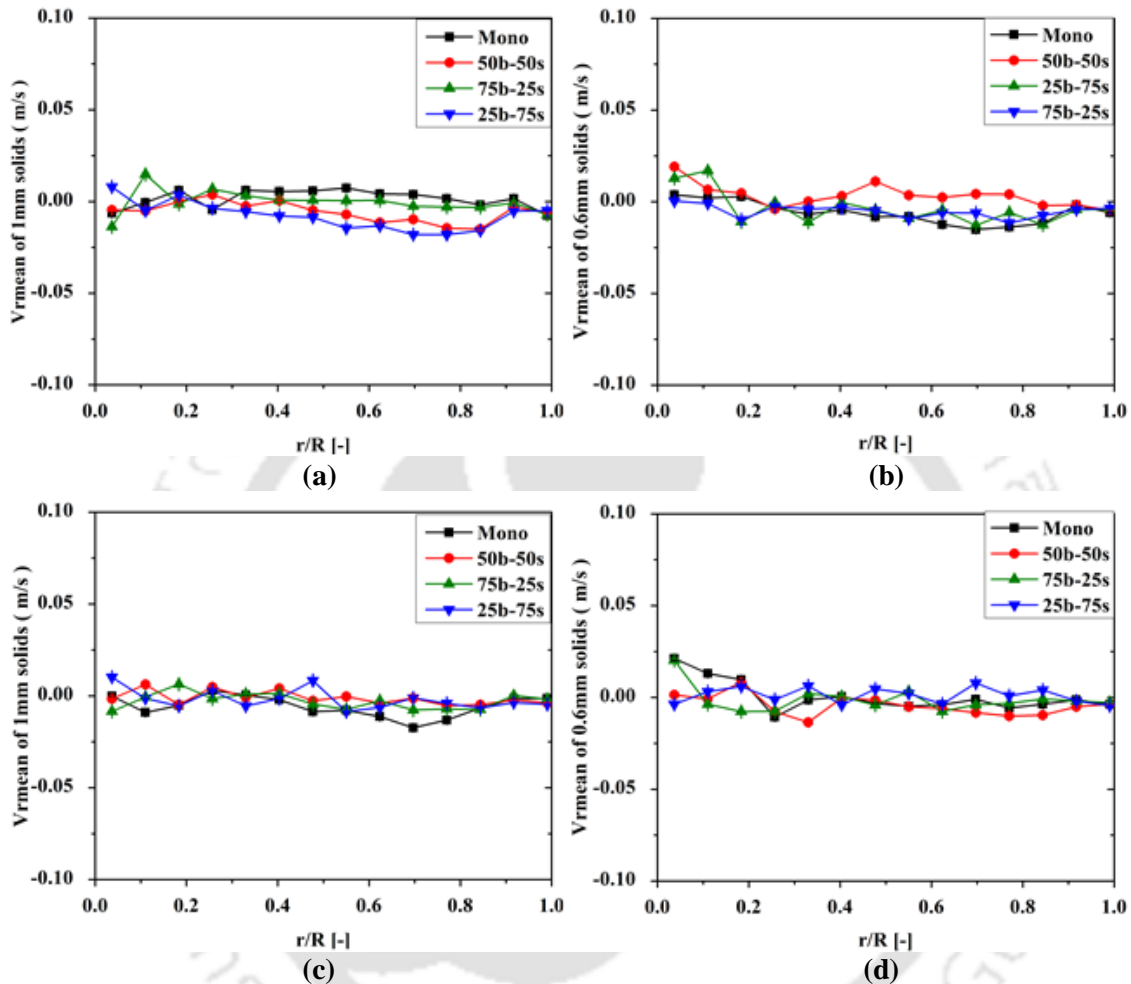 0.10
0.05
0.00
-0.05
-0.10
Vrmean of 1mm solids ( m/s )
Mono
50b-50s
75b-25s
25b-75s
0.0 0.2 0.4 0.6 0.8 1.0
r/R [-]
(a)
0.10
0.05
0.00
-0.05
-0.10
Vrmean of 0.6mm solids ( m/s )
Mono
50b-50s
25b-75s
75b-25s
0.0 0.2 0.4 0.6 0.8 1.0
r/R [-]
(b)
0.10
0.05
0.00
-0.05
-0.10
Vrmean of 1mm solids ( m/s )
Mono
50b-50s
75b-25s
25b-75s
0.0 0.2 0.4 0.6 0.8 1.0
r/R [-]
(c)
0.10
0.05
0.00
-0.05
-0.10
Vrmean of 0.6mm solids ( m/s )
Mono
50b-50s
75b-25s
25b-75s
0.0 0.2 0.4 0.6 0.8 1.0
r/R [-]
(d)